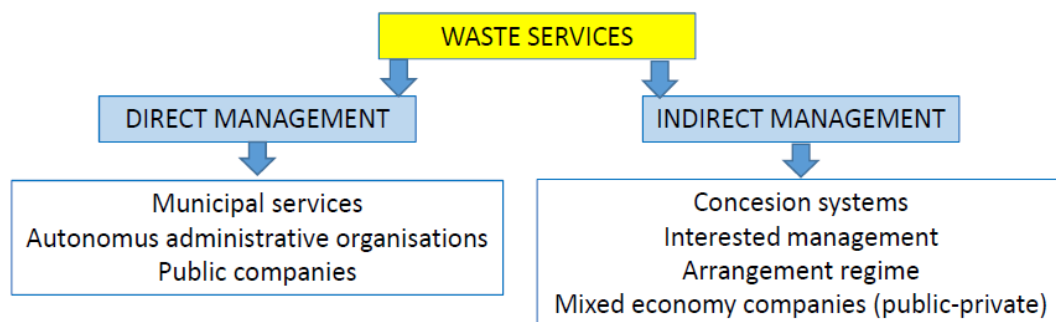 WASTE SERVICES
DIRECT MANAGEMENT
INDIRECT MANAGEMENT
Municipal services
Autonomus administrative organisations
Public companies
Concesion systems
Interested management
Arrangement regime
Mixed economy companies (public-private)